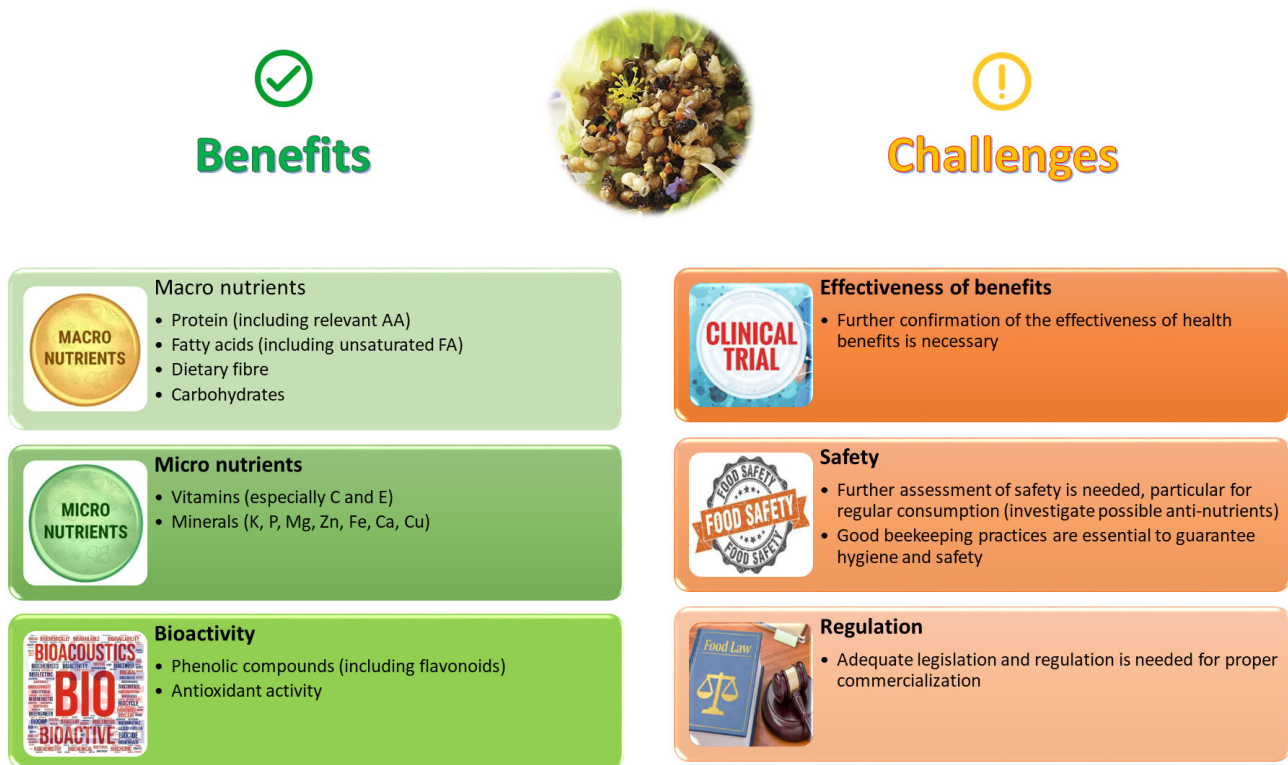 Benefits
Challenges
MACRO
NUTRIENTS
Macro nutrients
• Protein (including relevant AA)
• Fatty acids (including unsaturated FA)
• Dietary fibre
• Carbohydrates
MICRO
NUTRIENTS
Micro nutrients
• Vitamins (especially C and E)
• Minerals (K, P, Mg, Zn, Fe, Ca, Cu)
BIOACOUSTICS
BIO
BIOACTIVE
Bioactivity
• Phenolic compounds (including flavonoids)
• Antioxidant activity
CLINICAL
TRIAL
Effectiveness of benefits
• Further confirmation of the effectiveness of health
benefits is necessary
FOOD SAFETY
FOOD SAFETY
FOOD SAFETY
Safety
• Further assessment of safety is needed, particular for
regular consumption (investigate possible anti-nutrients)
• Good beekeeping practices are essential to guarantee
hygiene and safety
Food Law
Regulation
• Adequate legislation and regulation is needed for proper
commercialization